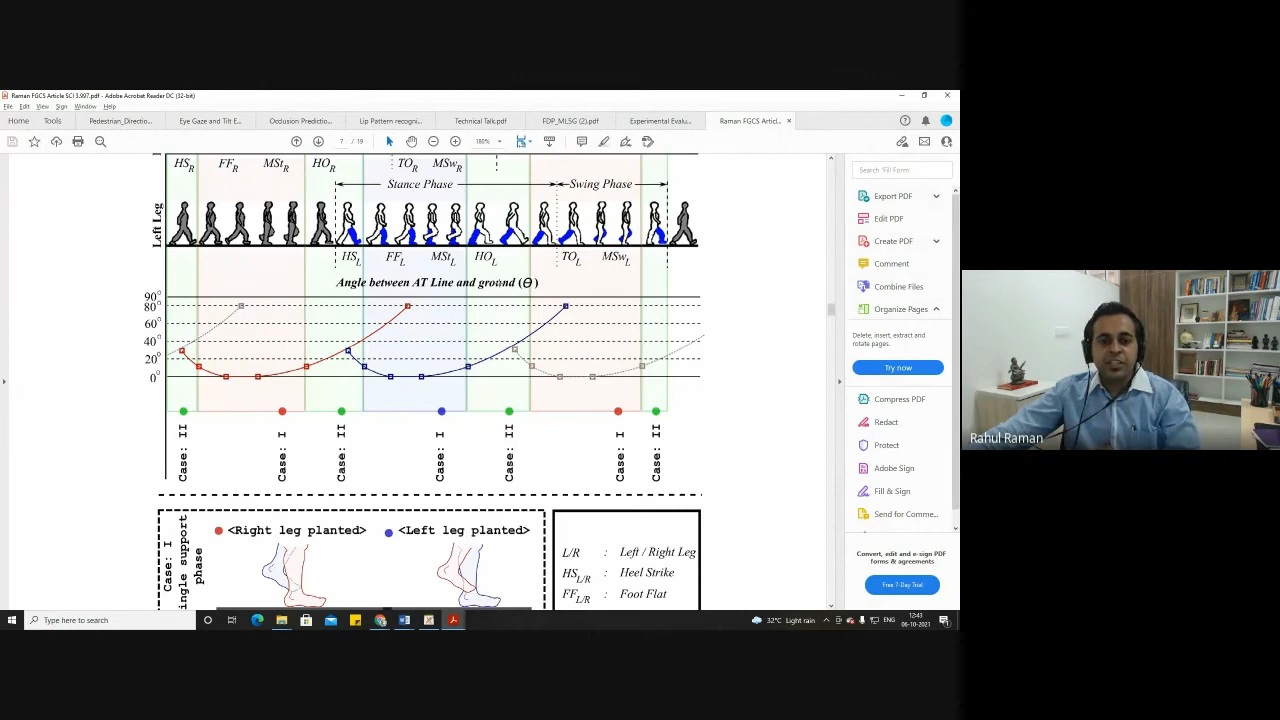 Raman FGCS Article SCI 3.997.pdf - Adobe Acrobat Reader DC (32-bit)
File Edit View Sign Window Help
Home Tools Pedestrian_Directio... Eye Gaze and Tilt E... Occlusion Predictio... Lip Pattern recogni... Technical Talk.pdf FDP_MLSG (2).pdf Experimental Evalu... Raman FGCS Articl... ×
7 / 19 180%
HS_R FF_R MSt_R HO_R TO_R MSw_R
Stance Phase Swing Phase
Left Leg
HS_L FF_L MSt_L HO_L TO_L MSw_L
Angle between AT Line and ground (Θ)
90°
80°
60°
40°
20°
0°
Case: II Case: I Case: II Case: I Case: II Case: I Case: II
Case: I
single support
phase
<Right leg planted> <Left leg planted>
L/R : Left / Right Leg
HS_L/R : Heel Strike
FF_L/R : Foot Flat
Search 'Fill Form'
Export PDF
Edit PDF
Create PDF
Comment
Combine Files
Organize Pages
Delete, insert, extract and
rotate pages.
Try now
Compress PDF
Redact
Protect
Adobe Sign
Fill & Sign
Send for Comme...
Convert, edit and e-sign PDF
forms & agreements
Free 7-Day Trial
Type here to search
32°C Light rain
ENG
12:43
06-10-2021
Rahul Raman